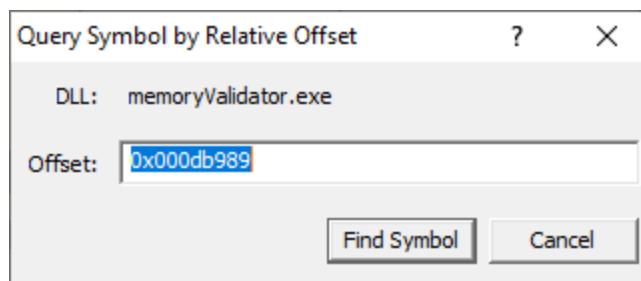 Query Symbol by Relative Offset ?
DLL: memoryValidator.exe
Offset: 0x000db989
Find Symbol Cancel